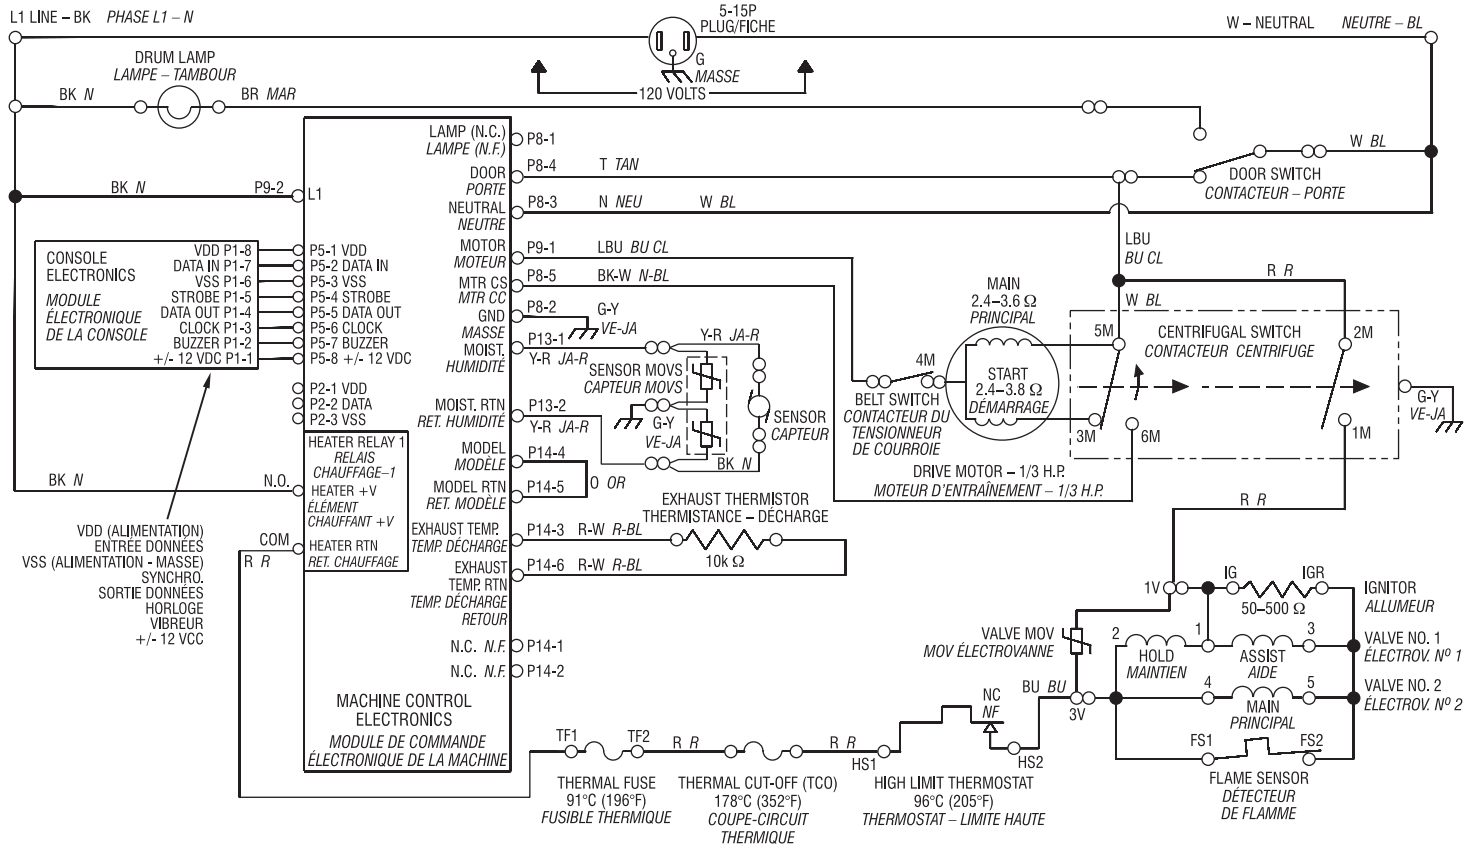 L1 LINE – BK PHASE L1 – N
5-15P
PLUG/FICHE
W – NEUTRAL NEUTRE – BL
G
MASSE
120 VOLTS
DRUM LAMP
LAMPE – TAMBOUR
BK N
BR MAR
W BL
DOOR SWITCH
CONTACTEUR – PORTE
LAMP (N.C.)
LAMPE (N.F.)
P8-1
DOOR
PORTE
P8-4
T TAN
BK N
P9-2
L1
NEUTRAL
NEUTRE
P8-3
N NEU
W BL
MOTOR
MOTEUR
P9-1
LBU BU CL
MTR CS
MTR CC
P8-5
BK-W N-BL
GND
MASSE
P8-2
G-Y
VE-JA
MOIST.
HUMIDITÉ
P13-1
Y-R JA-R
Y-R JA-R
MOIST. RTN
RET. HUMIDITÉ
P13-2
Y-R JA-R
MODEL
MODÈLE
P14-4
MODEL RTN
RET. MODÈLE
P14-5
O OR
EXHAUST TEMP.
TEMP. DÉCHARGE
P14-3
R-W R-BL
EXHAUST
TEMP. RTN
TEMP. DÉCHARGE
RETOUR
P14-6
R-W R-BL
N.C. N.F.
P14-1
N.C. N.F.
P14-2
MACHINE CONTROL
ELECTRONICS
MODULE DE COMMANDE
ÉLECTRONIQUE DE LA MACHINE
CONSOLE
ELECTRONICS
MODULE
ÉLECTRONIQUE
DE LA CONSOLE
VDD P1-8
DATA IN P1-7
VSS P1-6
STROBE P1-5
DATA OUT P1-4
CLOCK P1-3
BUZZER P1-2
+/- 12 VDC P1-1
P5-1 VDD
P5-2 DATA IN
P5-3 VSS
P5-4 STROBE
P5-5 DATA OUT
P5-6 CLOCK
P5-7 BUZZER
P5-8 +/- 12 VDC
P2-1 VDD
P2-2 DATA
P2-3 VSS
HEATER RELAY 1
RELAIS
CHAUFFAGE–1
BK N
N.O.
HEATER +V
ÉLÉMENT
CHAUFFANT +V
COM
HEATER RTN
RET. CHAUFFAGE
R R
VDD (ALIMENTATION)
ENTRÉE DONNÉES
VSS (ALIMENTATION - MASSE)
SYNCHRO.
SORTIE DONNÉES
HORLOGE
VIBREUR
+/- 12 VCC
SENSOR MOVS
CAPTEUR MOVS
G-Y
VE-JA
BK N
SENSOR
CAPTEUR
EXHAUST THERMISTOR
THERMISTANCE – DÉCHARGE
10k Ω
LBU
BU CL
R R
W BL
MAIN
2.4–3.6 Ω
PRINCIPAL
START
2.4–3.8 Ω
DÉMARRAGE
4M
BELT SWITCH
CONTACTEUR DU
TENSIONNEUR
DE COURROIE
5M
CENTRIFUGAL SWITCH
CONTACTEUR CENTRIFUGE
2M
3M
6M
1M
G-Y
VE-JA
DRIVE MOTOR – 1/3 H.P.
MOTEUR D'ENTRAÎNEMENT – 1/3 H.P.
R R
1V
IG
IGR
50–500 Ω
IGNITOR
ALLUMEUR
VALVE MOV
MOV ÉLECTROVANNE
2
1
3
HOLD
MAINTIEN
ASSIST
AIDE
VALVE NO. 1
ÉLECTROV. Nº 1
BU BU
3V
4
5
MAIN
PRINCIPAL
VALVE NO. 2
ÉLECTROV. Nº 2
NC
NF
FS1
FS2
FLAME SENSOR
DÉTECTEUR
DE FLAMME
TF1
TF2
R R
R R
HS1
HS2
THERMAL FUSE
91°C (196°F)
FUSIBLE THERMIQUE
THERMAL CUT-OFF (TCO)
178°C (352°F)
COUPE-CIRCUIT
THERMIQUE
HIGH LIMIT THERMOSTAT
96°C (205°F)
THERMOSTAT – LIMITE HAUTE